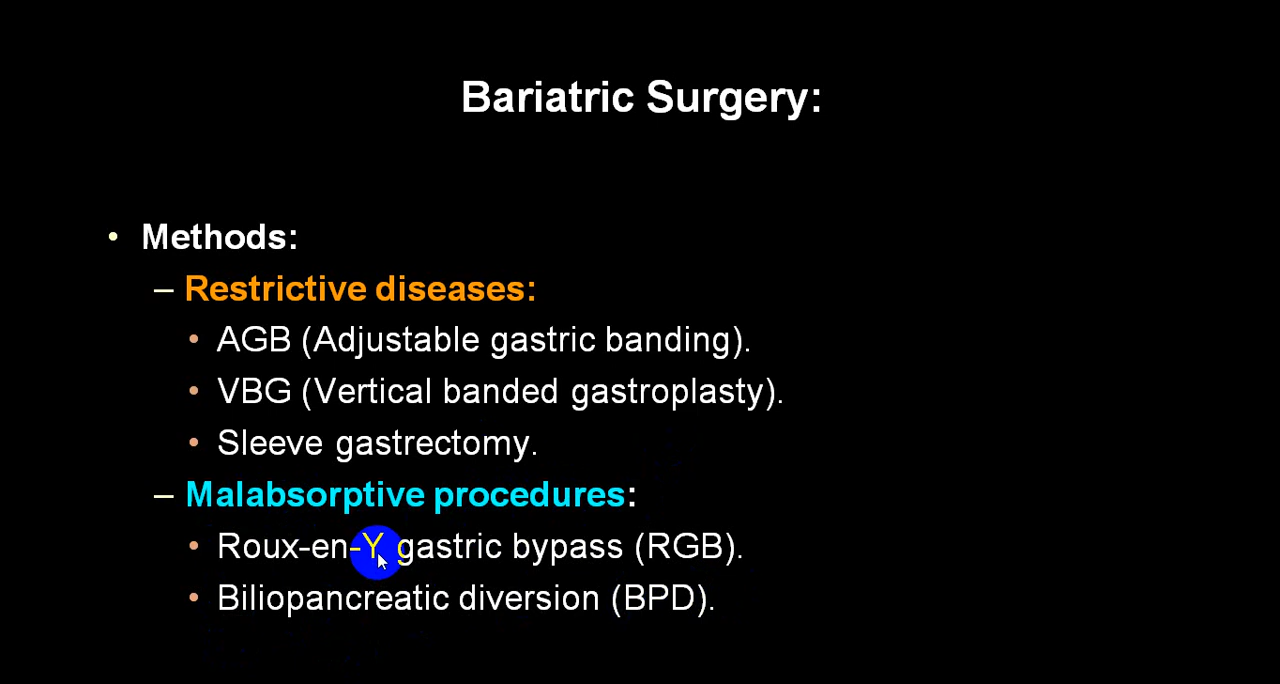 Bariatric Surgery:
• Methods:
– Restrictive diseases:
• AGB (Adjustable gastric banding).
• VBG (Vertical banded gastroplasty).
• Sleeve gastrectomy.
– Malabsorptive procedures:
• Roux-en-Y gastric bypass (RGB).
• Biliopancreatic diversion (BPD).